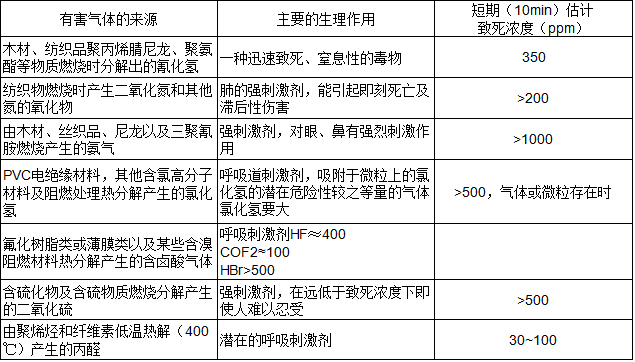 有害气体的来源
主要的生理作用
短期（10min）估计
致死浓度（ppm）
木材、纺织品聚丙烯腈尼龙、聚氨
酯等物质燃烧时分解出的氰化氢
一种迅速致死、窒息性的毒物
350
纺织物燃烧时产生二氧化氮和其他
氮的氧化物
肺的强刺激剂，能引起即刻死亡及
滞后性伤害
>200
由木材、丝织品、尼龙以及三聚氰
胺燃烧产生的氨气
强刺激剂，对眼、鼻有强烈刺激作
用
>1000
PVC电绝缘材料，其他含氯高分子
材料及阻燃处理热分解产生的氯化
氢
呼吸道刺激剂，吸附于微粒上的氯
化氢的潜在危险性较之等量的气体
氯化氢要大
>500，气体或微粒存在时
氟化树脂类或薄膜类以及某些含溴
阻燃材料热分解产生的含卤酸气体
呼吸刺激剂HF≈400
COF2≈100
HBr>500
含硫化物及含硫物质燃烧分解产生
的二氧化硫
强刺激剂，在远低于致死浓度下即
使人难以忍受
>500
由聚烯烃和纤维素低温热解（400
℃）产生的丙醛
潜在的呼吸刺激剂
30~100